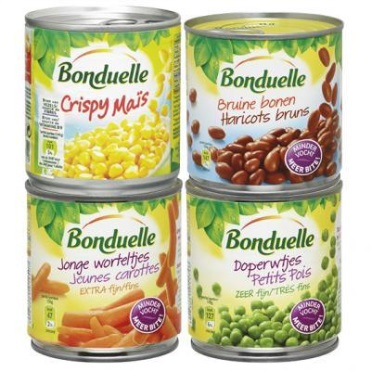 Bonduelle
Crispy Maïs
Bonduelle
Bruine bonen
Haricots bruns
MINDER
VOCHT
MEER BITE!
Bonduelle
Jonge worteltjes
Jeunes carottes
EXTRA fijn/fins
MINDER
VOCHT
MEER BITE!
Bonduelle
Doperwtjes
Petits Pois
ZEER fijn/TRÈS fins
MINDER
VOCHT
MEER BITE!